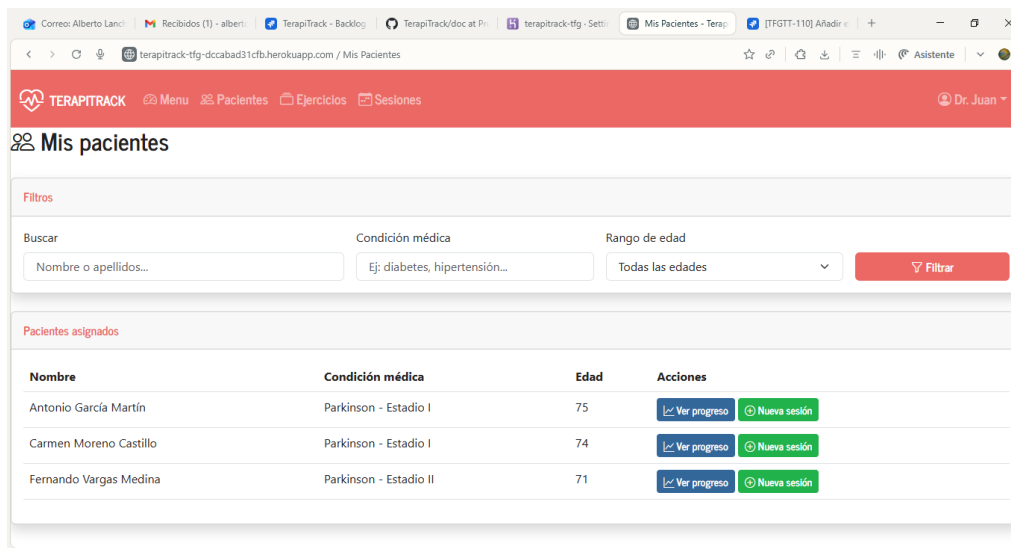 Correo: Alberto Lanch
Recibidos (1) - albert
TerapiTrack - Backlog
TerapiTrack/doc at
terapitrack-tfg · Setti
Mis Pacientes - Terap
[TFGTT-110] Añadir e
terapitrack-tfg-dccabad31cfb.herokuapp.com / Mis Pacientes
Asistente
TERAPITRACK Menu Pacientes Ejercicios Sesiones Dr. Juan
Mis pacientes
Filtros
Buscar Condición médica Rango de edad
Nombre o apellidos... Ej: diabetes, hipertensión... Todas las edades Filtrar
Pacientes asignados
Nombre Condición médica Edad Acciones
Antonio García Martín Parkinson - Estadio I 75 Ver progreso Nueva sesión
Carmen Moreno Castillo Parkinson - Estadio I 74 Ver progreso Nueva sesión
Fernando Vargas Medina Parkinson - Estadio II 71 Ver progreso Nueva sesión